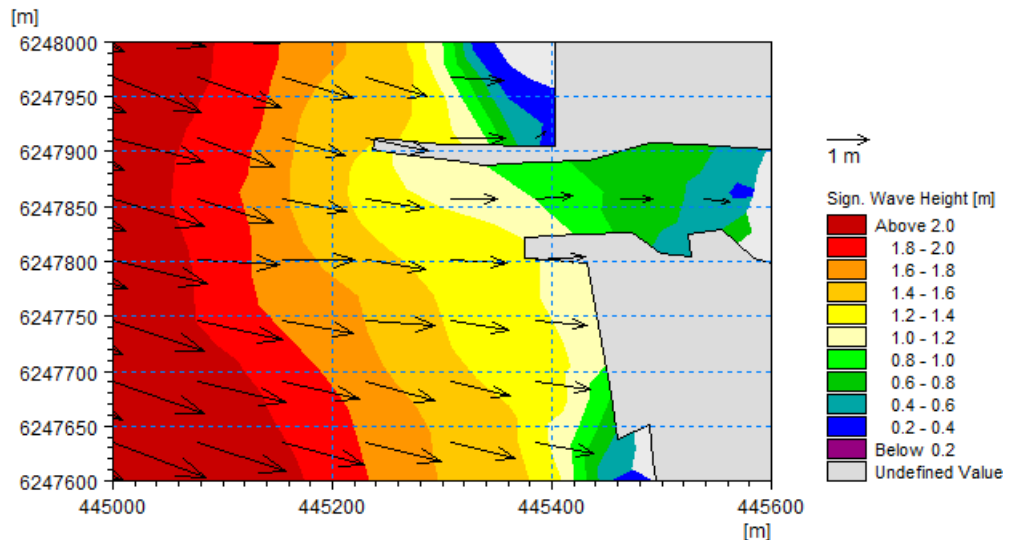 [m]
6248000
6247950
6247900
6247850
6247800
6247750
6247700
6247650
6247600
445000 445200 445400 445600
[m]
1 m
Sign. Wave Height [m]
Above 2.0
1.8 - 2.0
1.6 - 1.8
1.4 - 1.6
1.2 - 1.4
1.0 - 1.2
0.8 - 1.0
0.6 - 0.8
0.4 - 0.6
0.2 - 0.4
Below 0.2
Undefined Value